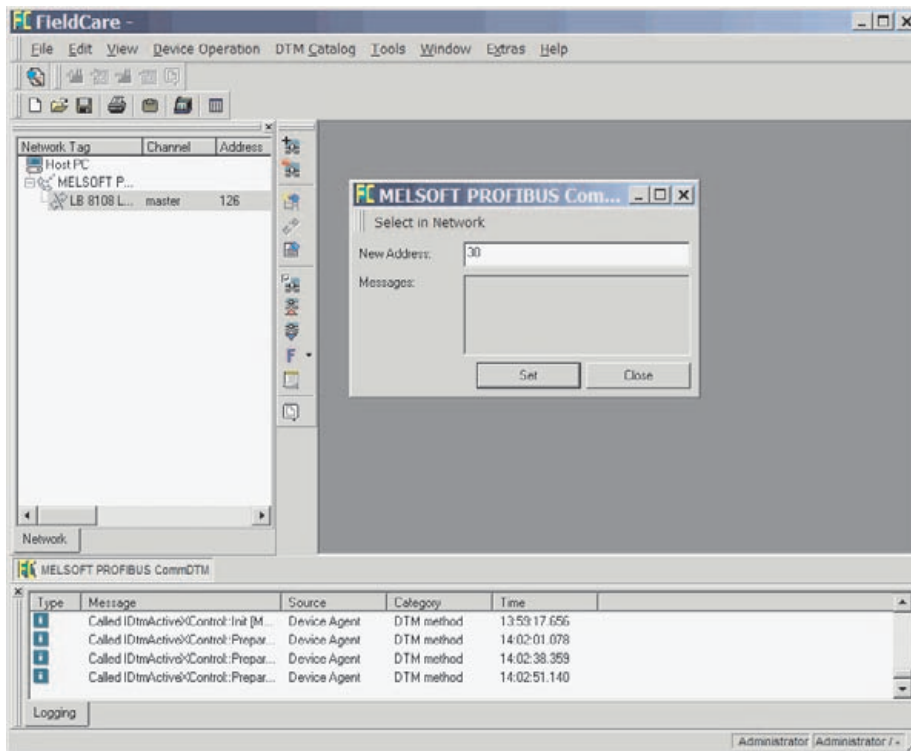 FC FieldCare -
File Edit View Device Operation DTM Catalog Tools Window Extras Help
Network Tag Channel Address
Host PC
MELSOFT P...
LB 8108 L... master 126
Network
FC MELSOFT PROFIBUS Com...
Select in Network
New Address: 30
Messages:
Set Close
F
FC MELSOFT PROFIBUS CommDTM
Type Message Source Category Time
Called IDtmActiveXControl::Init [M... Device Agent DTM method 13:59:17.656
Called IDtmActiveXControl::Prepar... Device Agent DTM method 14:02:01.078
Called IDtmActiveXControl::Prepar... Device Agent DTM method 14:02:38.359
Called IDtmActiveXControl::Prepar... Device Agent DTM method 14:02:51.140
Logging
Administrator Administrator / -